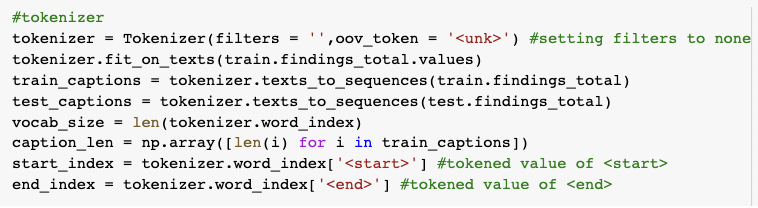 #tokenizer
tokenizer = Tokenizer(filters = '',oov_token = '<unk>') #setting filters to none
tokenizer.fit_on_texts(train.findings_total.values)
train_captions = tokenizer.texts_to_sequences(train.findings_total)
test_captions = tokenizer.texts_to_sequences(test.findings_total)
vocab_size = len(tokenizer.word_index)
caption_len = np.array([len(i) for i in train_captions])
start_index = tokenizer.word_index['<start>'] #tokened value of <start>
end_index = tokenizer.word_index['<end>'] #tokened value of <end>